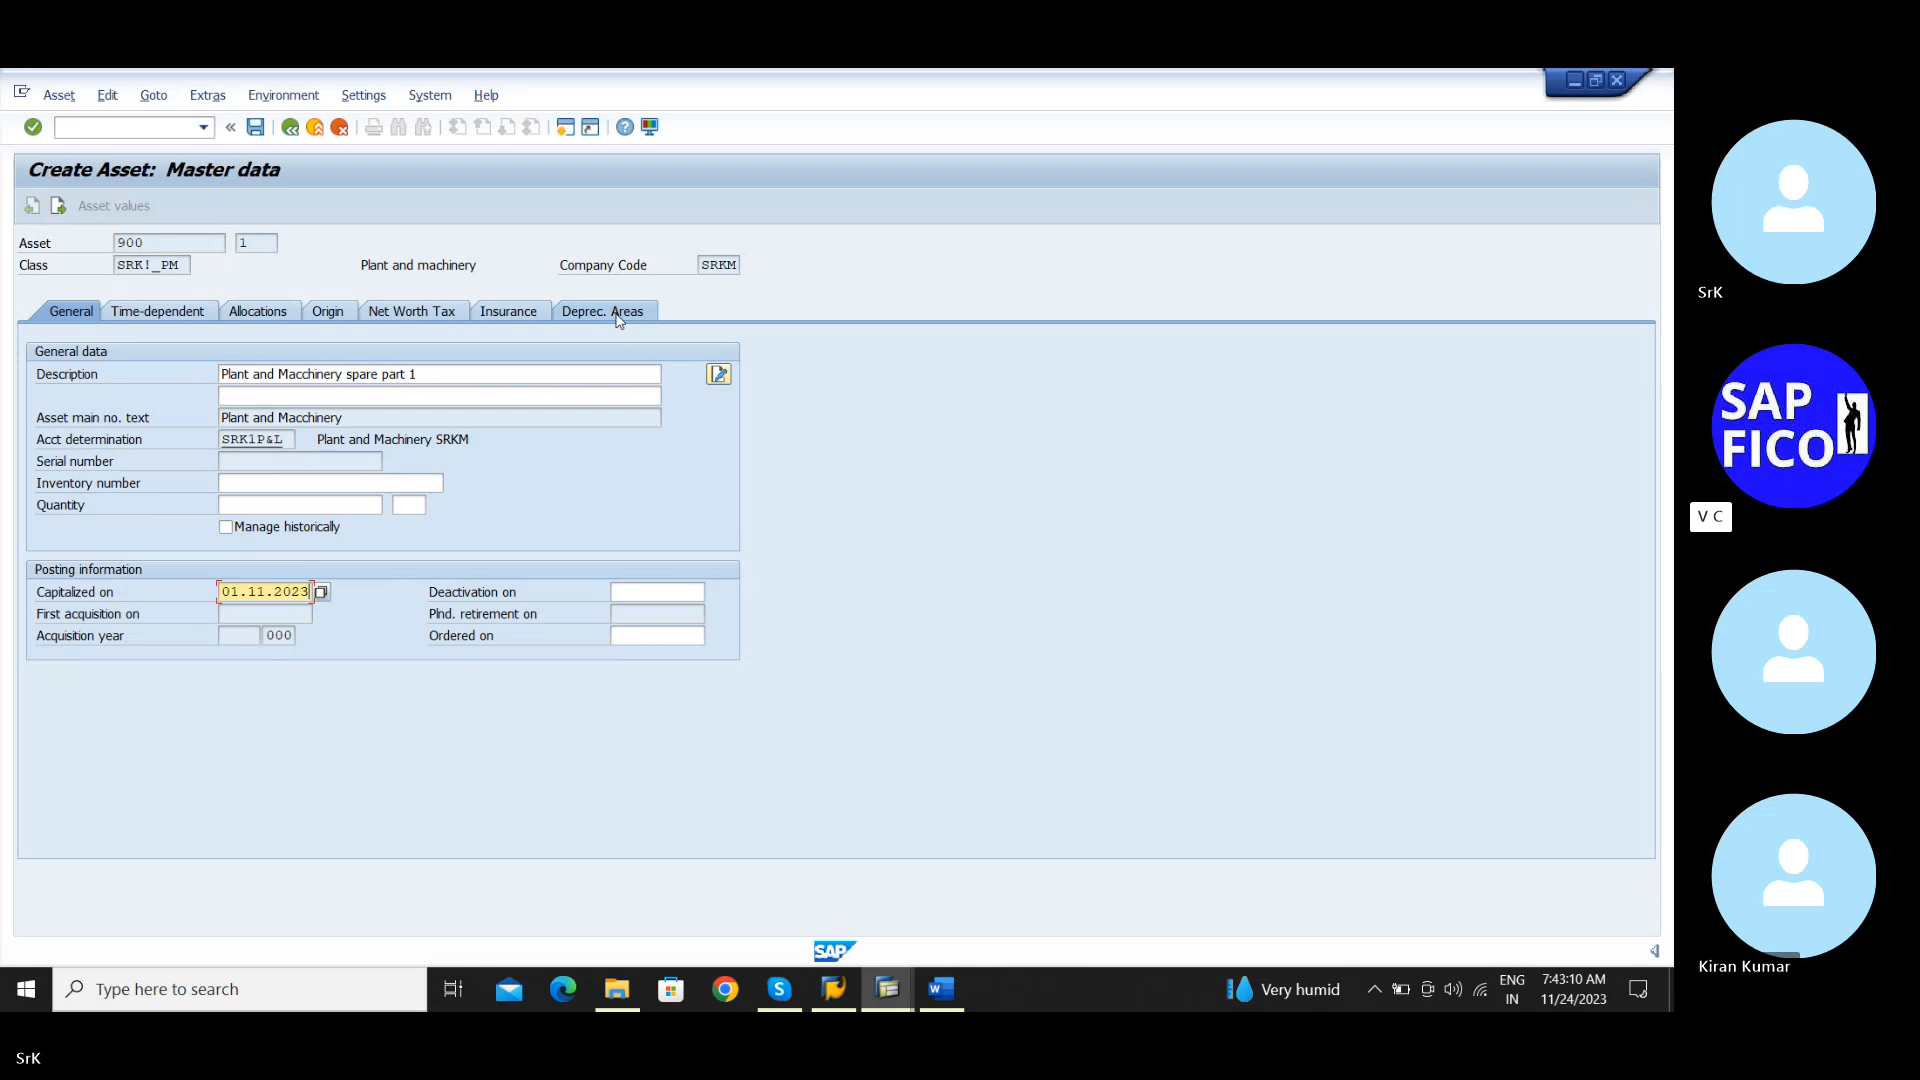 Asset Edit Goto Extras Environment Settings System Help
Create Asset: Master data
Asset values
Asset 900 1
Class SRK!_PM Plant and machinery Company Code SRKM
General Time-dependent Allocations Origin Net Worth Tax Insurance Deprec. Areas
General data
Description Plant and Macchinery spare part 1
Asset main no. text Plant and Macchinery
Acct determination SRK1P&L Plant and Machinery SRKM
Serial number
Inventory number
Quantity
Manage historically
Posting information
Capitalized on 01.11.2023 Deactivation on
First acquisition on Plnd. retirement on
Acquisition year 000 Ordered on
SAP
Type here to search
Very humid
ENG
IN
7:43:10 AM
11/24/2023
SrK
SAP
FICO
V C
Kiran Kumar
SrK